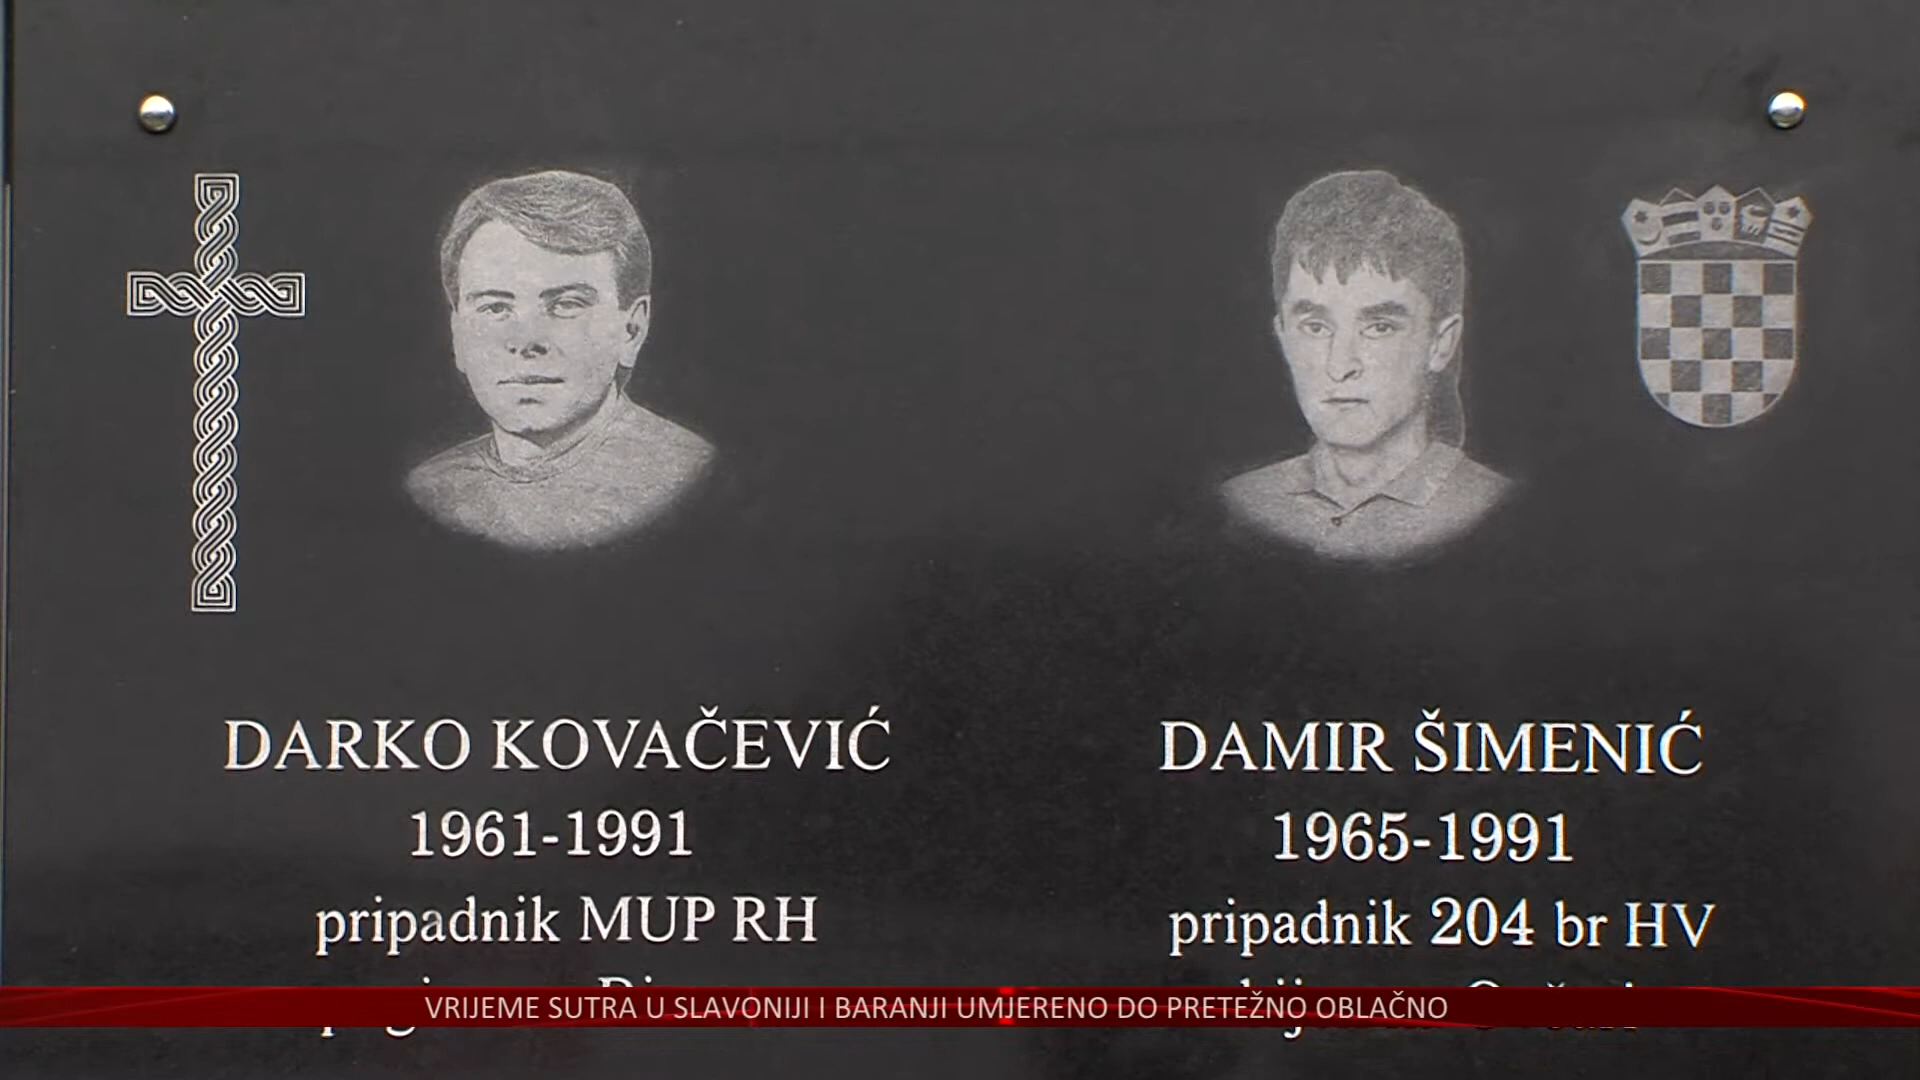 DARKO KOVAČEVIĆ
1961-1991
pripadnik MUP RH
DAMIR ŠIMENIĆ
1965-1991
pripadnik 204 br HV
VRIJEME SUTRA U SLAVONIJI I BARANJI UMJERENO DO PRETEŽNO OBLAČNO